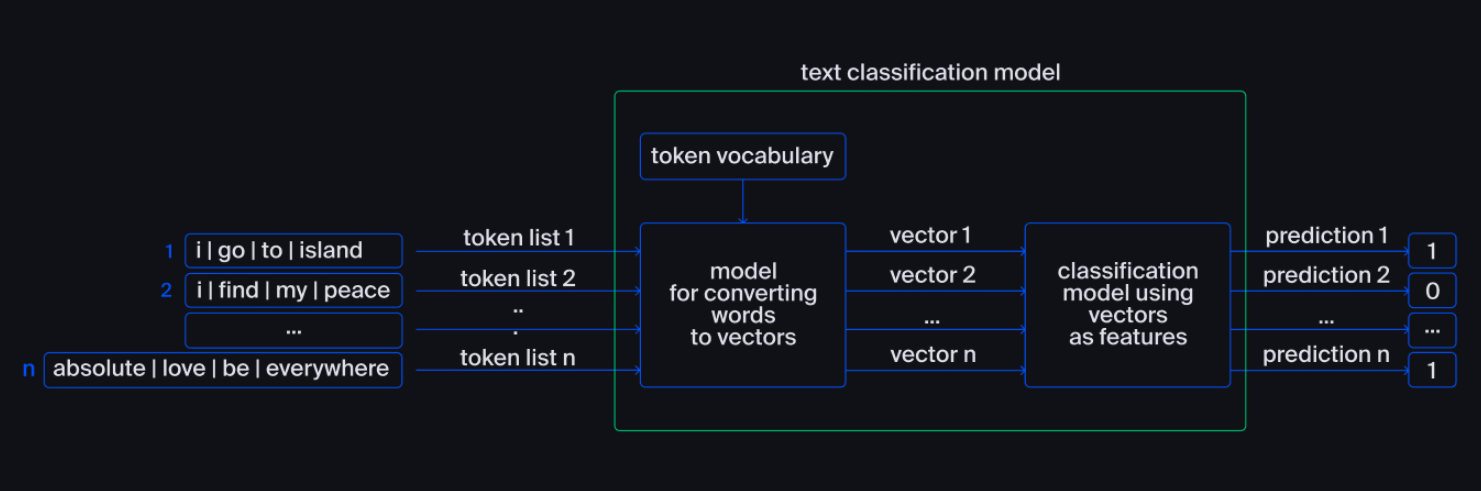 text classification model
token vocabulary
1 i | go | to | island
token list 1
vector 1
prediction 1
1
2 i | find | my | peace
token list 2
vector 2
prediction 2
0
...
..
.
...
...
...
n absolute | love | be | everywhere
token list n
vector n
prediction n
1
model
for converting
words
to vectors
classification
model using
vectors
as features